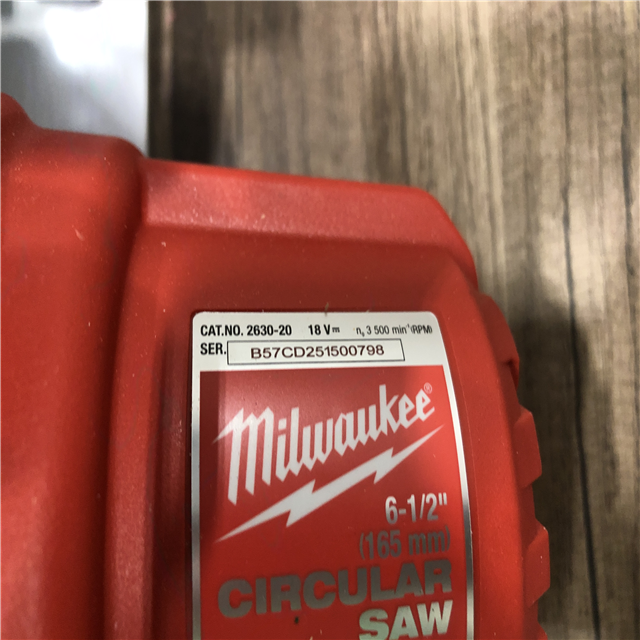 CAT.NO. 2630-20 18 V⎓ n₀ 3 500 min⁻¹(RPM)
SER. B57CD251500798
Milwaukee®
6-1/2"
(165 mm)
CIRCULAR
SAW